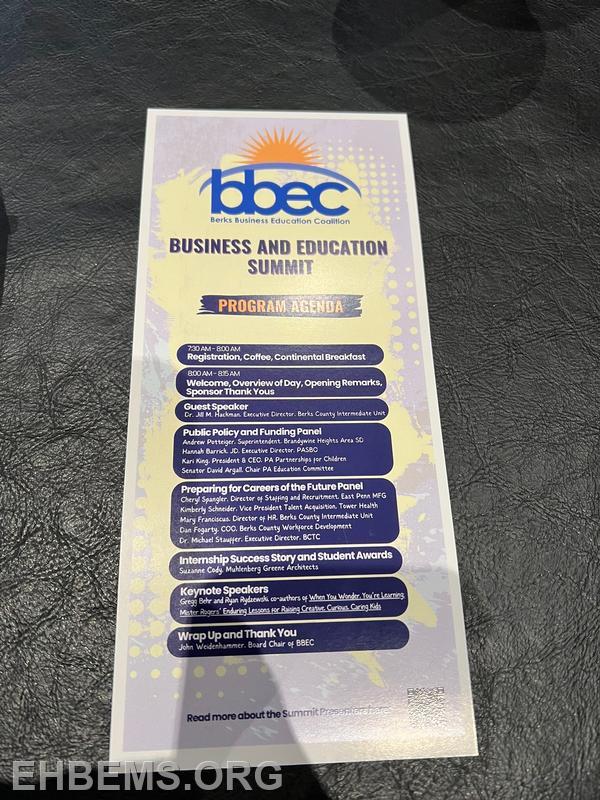 bbec
Berks Business Education Coalition
BUSINESS AND EDUCATION
SUMMIT
PROGRAM AGENDA
7:30 AM - 8:00 AM
Registration, Coffee, Continental Breakfast
8:00 AM - 8:15 AM
Welcome, Overview of Day, Opening Remarks,
Sponsor Thank Yous
Guest Speaker
Dr. Jill M. Hackman, Executive Director, Berks County Intermediate Unit
Public Policy and Funding Panel
Andrew Potteiger, Superintendent, Brandywine Heights Area SD
Hannah Barrick, JD, Executive Director, PASBO
Kari King, President & CEO, PA Partnerships for Children
Senator David Argall, Chair PA Education Committee
Preparing for Careers of the Future Panel
Cheryl Spangler, Director of Staffing and Recruitment, East Penn MFG
Kimberly Schneider, Vice President Talent Acquisition, Tower Health
Mary Franciscus, Director of HR, Berks County Intermediate Unit
Dan Fogarty, COO, Berks County Workforce Development
Dr. Michael Stauffer, Executive Director, BCTC
Internship Success Story and Student Awards
Suzanne Cody, Muhlenberg Greene Architects
Keynote Speakers
Gregg Behr and Ryan Rydzewski, co-authors of When You Wonder, You're Learning:
Mister Rogers' Enduring Lessons for Raising Creative, Curious, Caring Kids
Wrap Up and Thank You
John Weidenhammer, Board Chair of BBEC
Read more about the Summit Presenters here
EHBEMS.ORG